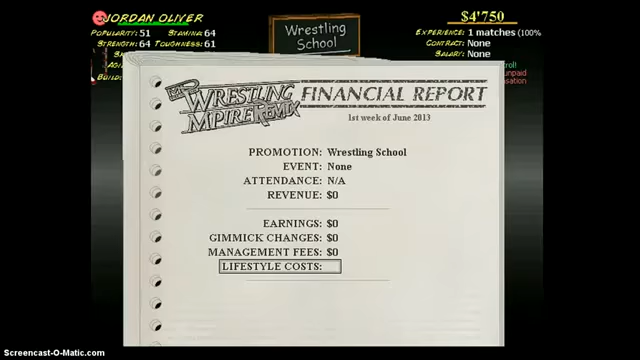 JORDAN OLIVER
POPULARITY: 51 STAMINA: 64
STRENGTH: 64 TOUGHNESS: 61
BUILD:
Wrestling
School
$4'750
EXPERIENCE: 1 matches (100%
CONTRACT: None
SALARY: None
WRESTLING
MPIRE REMIX
FINANCIAL REPORT
1st week of June 2013
PROMOTION: Wrestling School
EVENT: None
ATTENDANCE: N/A
REVENUE: $0
EARNINGS: $0
GIMMICK CHANGES: $0
MANAGEMENT FEES: $0
LIFESTYLE COSTS:
Screencast-O-Matic.com